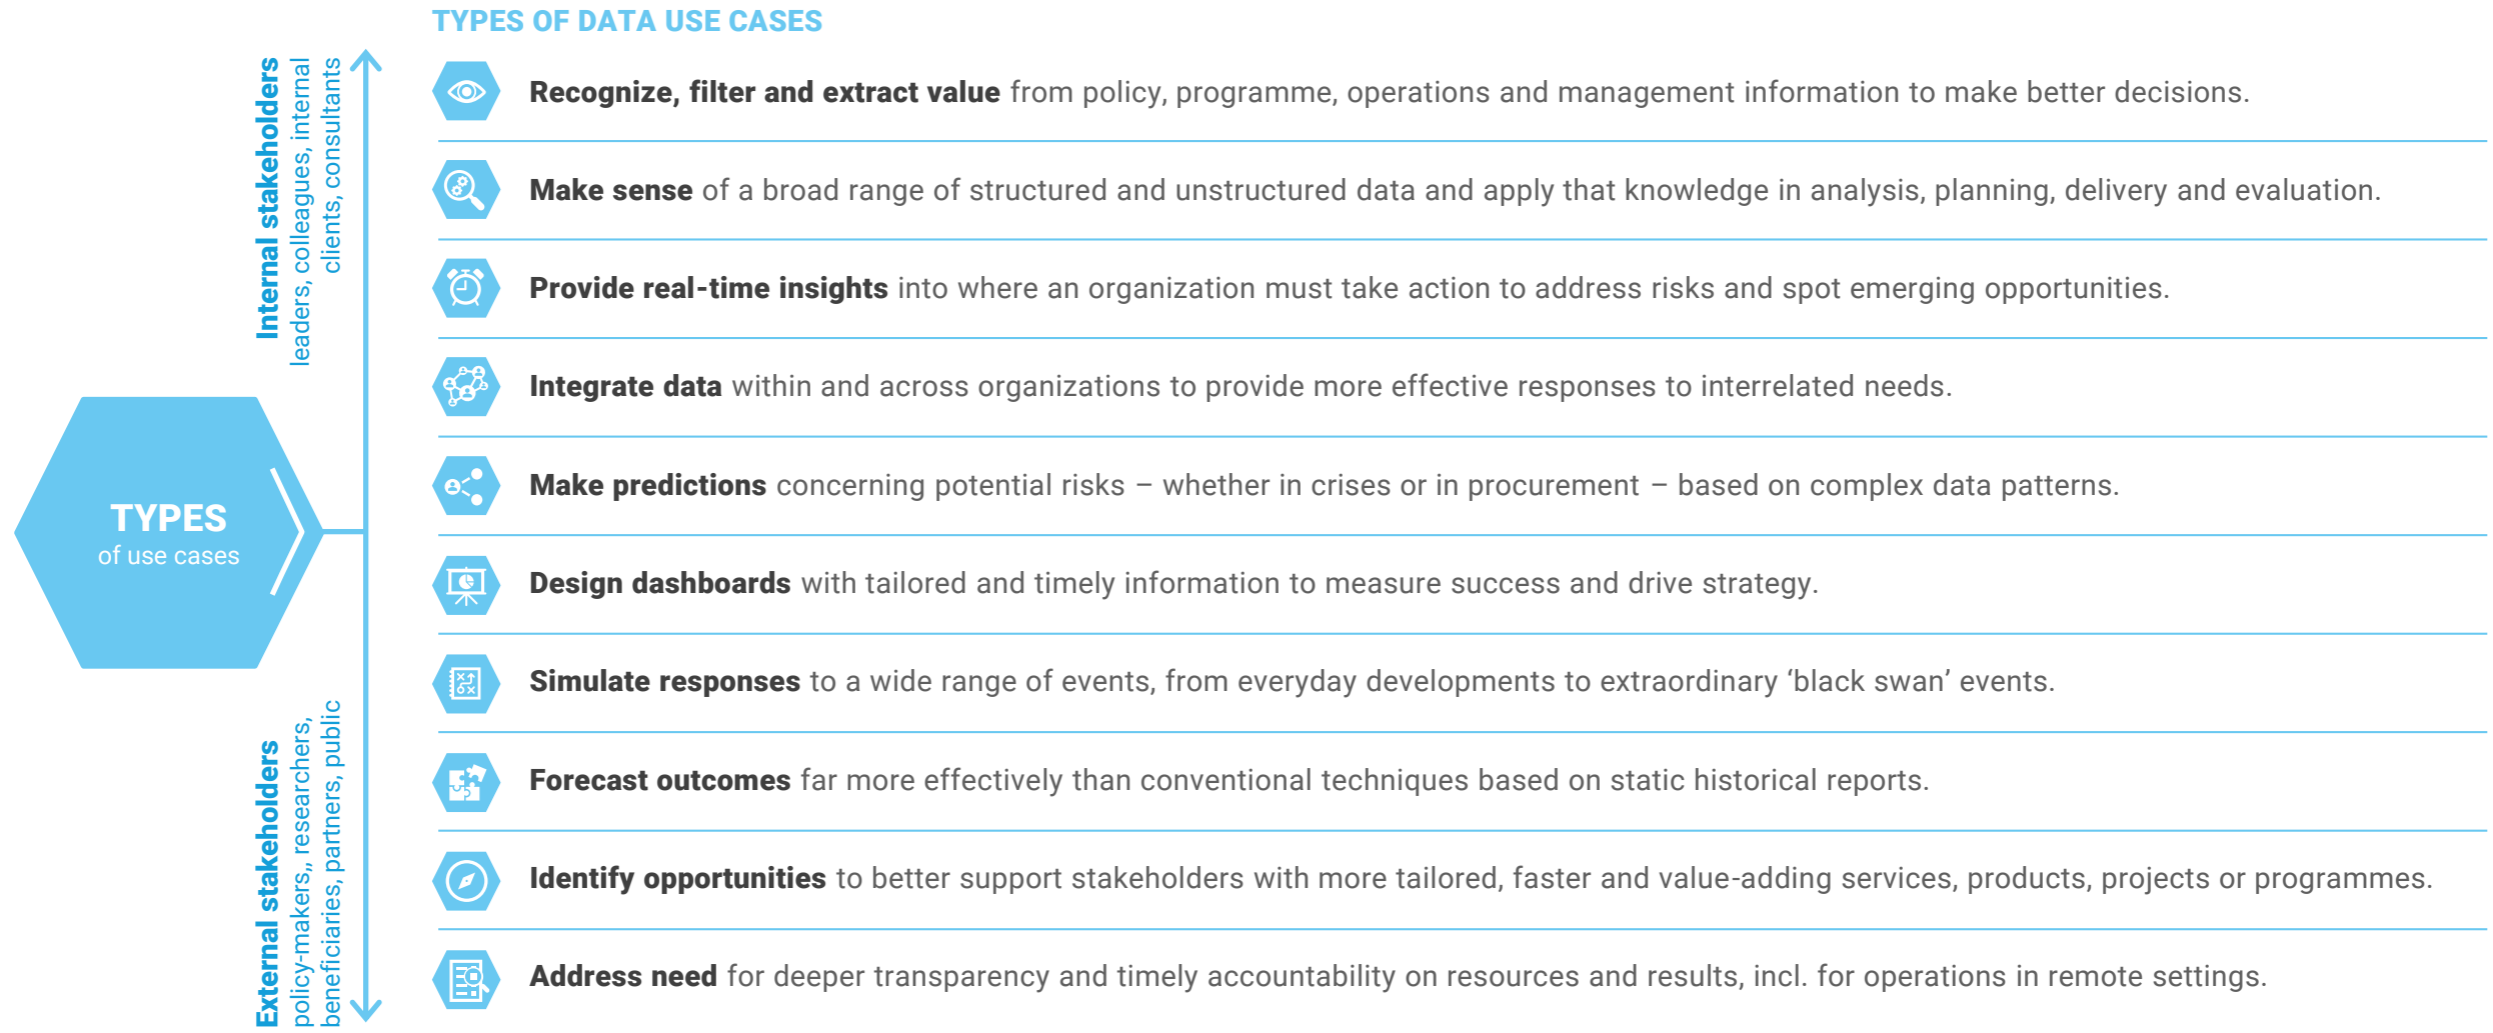 TYPES OF DATA USE CASES
Internal stakeholders
leaders, colleagues, internal
clients, consultants
Recognize, filter and extract value from policy, programme, operations and management information to make better decisions.
Make sense of a broad range of structured and unstructured data and apply that knowledge in analysis, planning, delivery and evaluation.
Provide real-time insights into where an organization must take action to address risks and spot emerging opportunities.
Integrate data within and across organizations to provide more effective responses to interrelated needs.
Make predictions concerning potential risks – whether in crises or in procurement – based on complex data patterns.
TYPES
of use cases
Design dashboards with tailored and timely information to measure success and drive strategy.
Simulate responses to a wide range of events, from everyday developments to extraordinary ‘black swan’ events.
Forecast outcomes far more effectively than conventional techniques based on static historical reports.
External stakeholders
policy-makers,, researchers,
beneficiaries, partners, public
Identify opportunities to better support stakeholders with more tailored, faster and value-adding services, products, projects or programmes.
Address need for deeper transparency and timely accountability on resources and results, incl. for operations in remote settings.